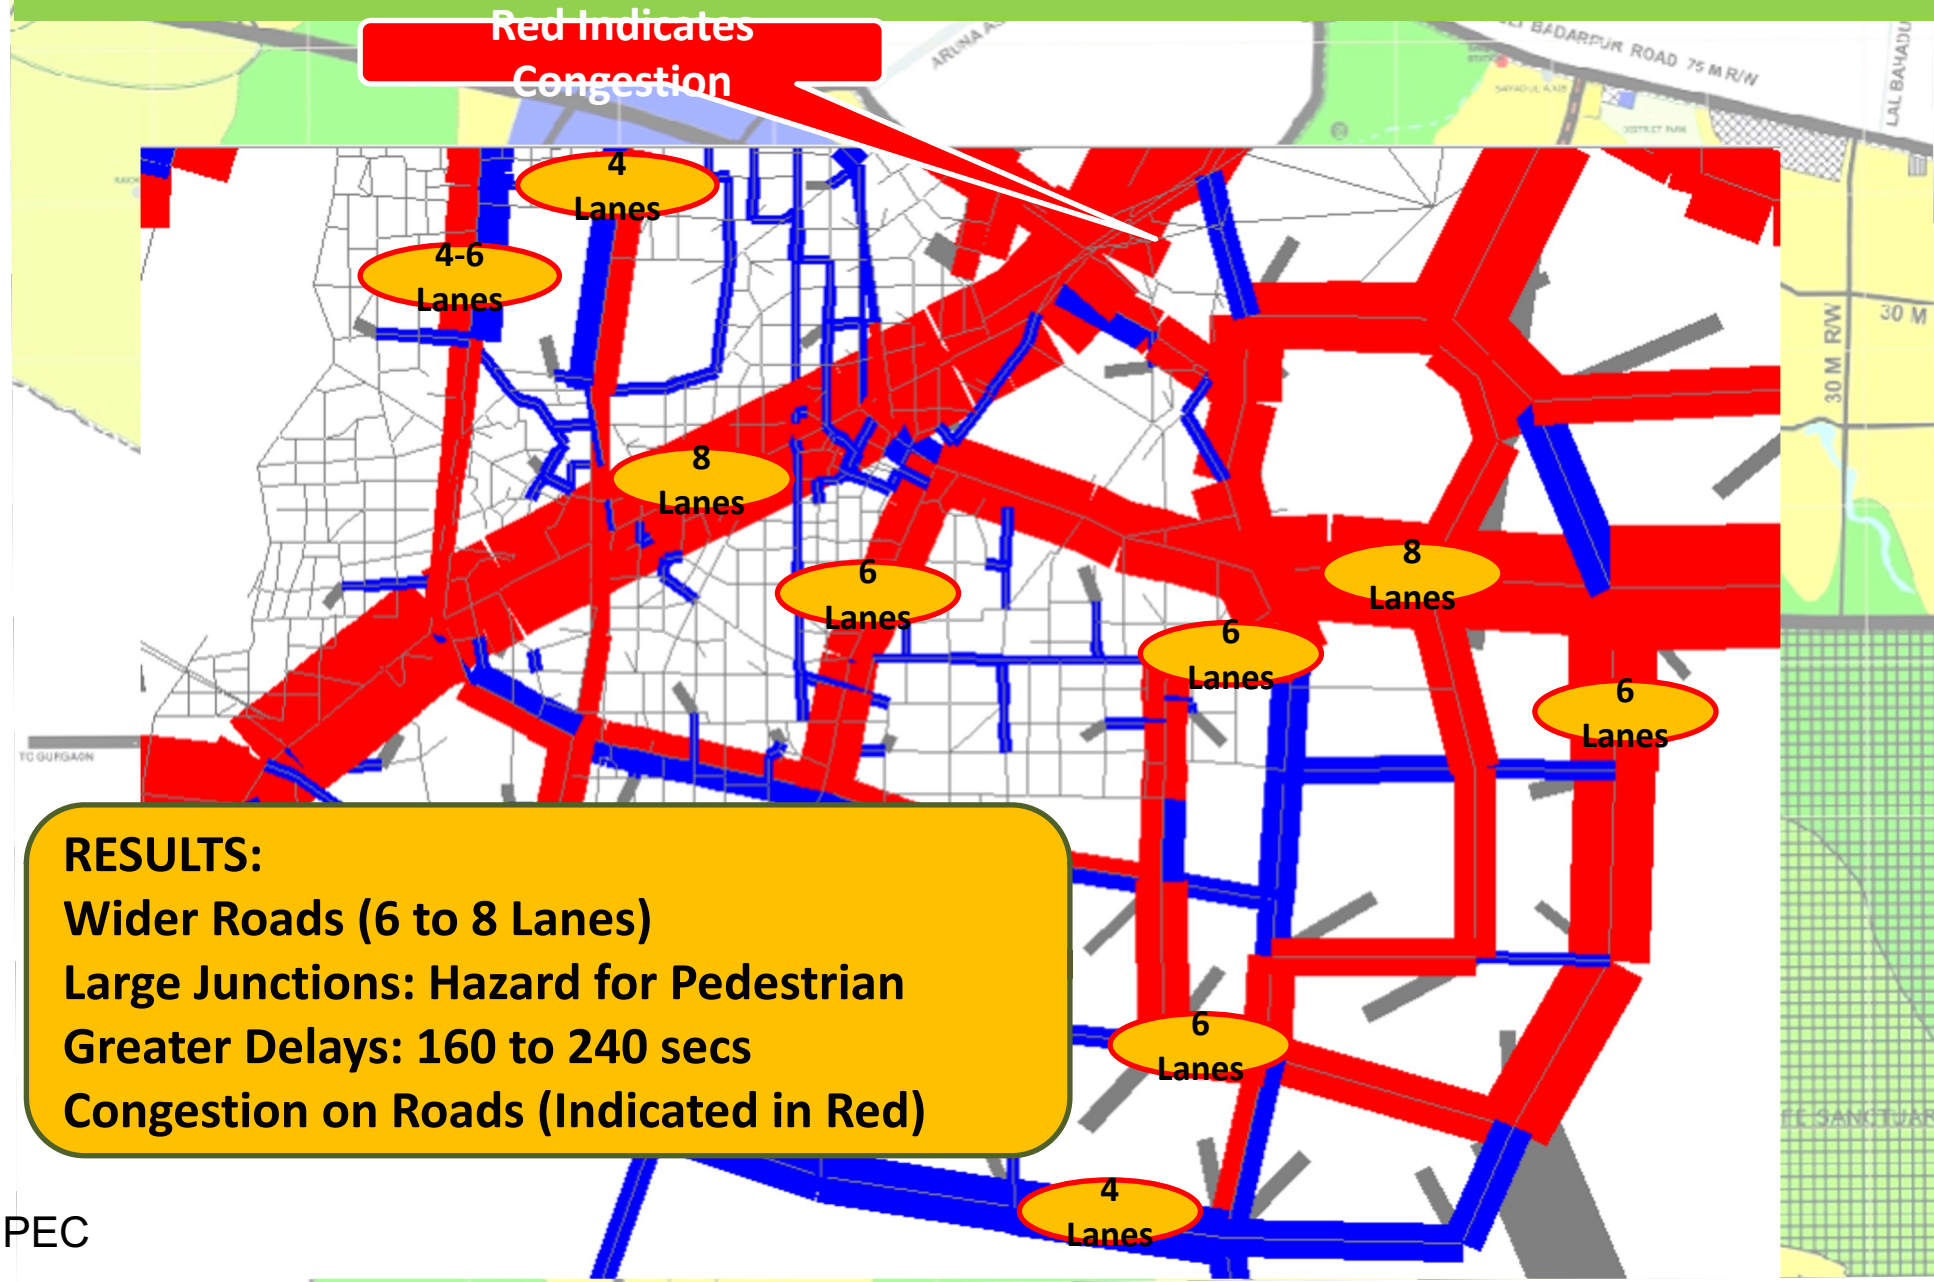 Red Indicates
Congestion
BADARPUR ROAD 75 M R/W
DISTRICT PARK
4
Lanes
4-6
Lanes
30 M R/W
30 M
8
Lanes
8
Lanes
6
Lanes
6
Lanes
6
Lanes
TO GURGAON
RESULTS:
Wider Roads (6 to 8 Lanes)
Large Junctions: Hazard for Pedestrian
Greater Delays: 160 to 240 secs
Congestion on Roads (Indicated in Red)
6
Lanes
4
Lanes
PEC